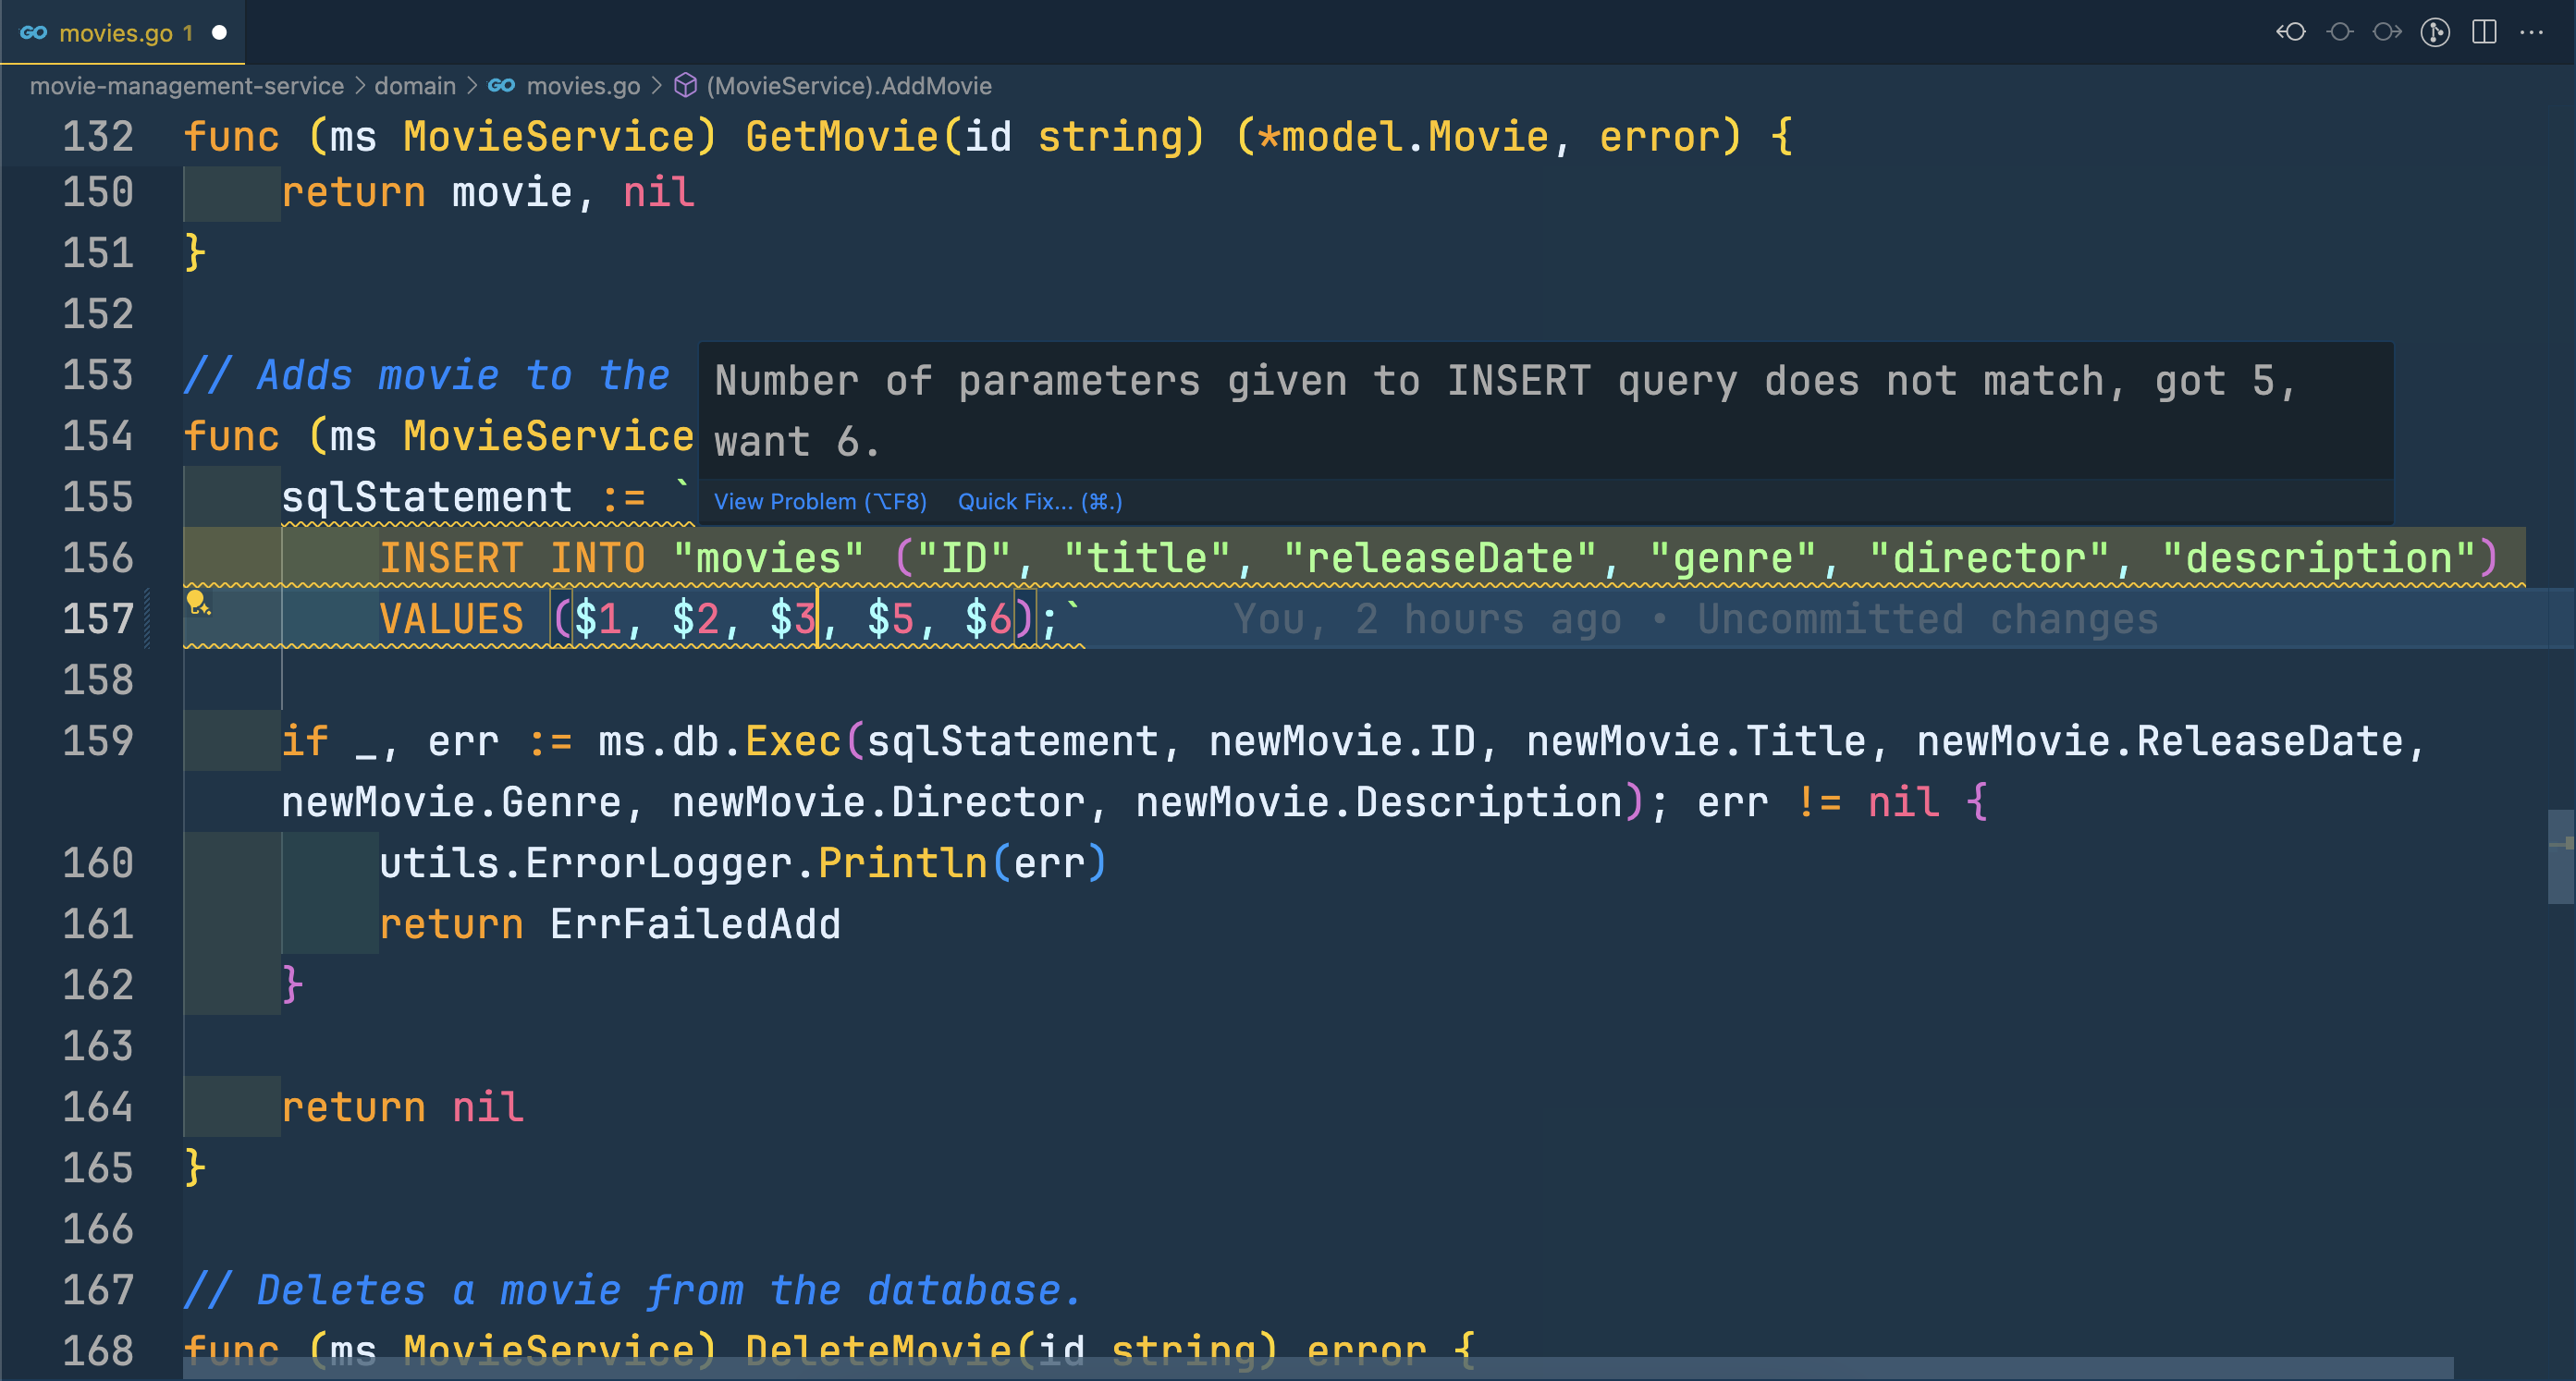 GO movies.go 1
movie-management-service > domain > GO movies.go > (MovieService).AddMovie
132 func (ms MovieService) GetMovie(id string) (*model.Movie, error) {
150 return movie, nil
151 }
152
153 // Adds movie to the
Number of parameters given to INSERT query does not match, got 5,
want 6.
View Problem (⌥F8) Quick Fix... (⌘.)
154 func (ms MovieService
155 sqlStatement := `
156 INSERT INTO "movies" ("ID", "title", "releaseDate", "genre", "director", "description")
157 VALUES ($1, $2, $3, $5, $6);` You, 2 hours ago • Uncommitted changes
158
159 if _, err := ms.db.Exec(sqlStatement, newMovie.ID, newMovie.Title, newMovie.ReleaseDate,
newMovie.Genre, newMovie.Director, newMovie.Description); err != nil {
160 utils.ErrorLogger.Println(err)
161 return ErrFailedAdd
162 }
163
164 return nil
165 }
166
167 // Deletes a movie from the database.
168 func (ms MovieService) DeleteMovie(id string) error {